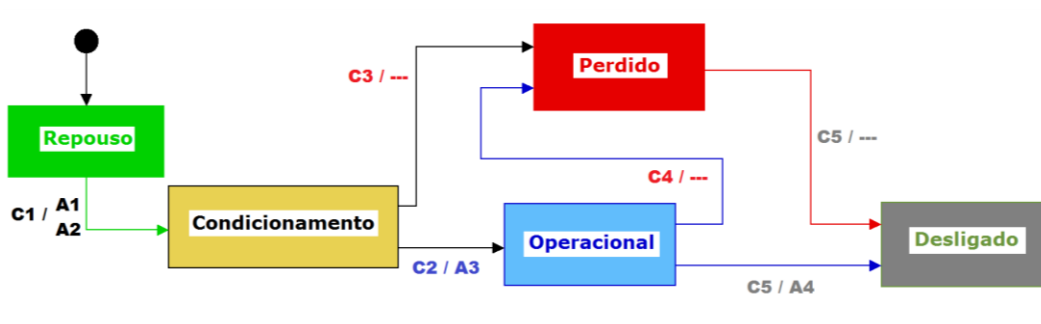 Perdido
C3 / ---
Repouso
C5 / ---
C4 / ---
C1 / A1
A2
Condicionamento
Operacional
Desligado
C2 / A3
C5 / A4